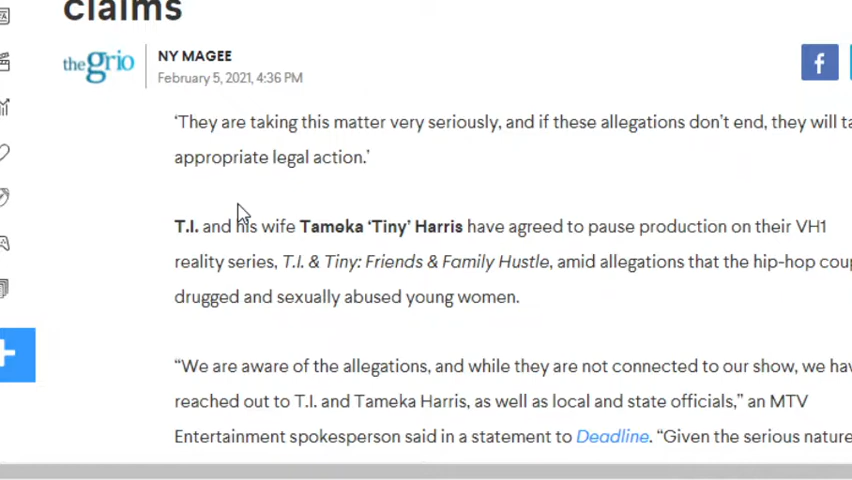 claims
thegrio
NY MAGEE
February 5, 2021, 4:36 PM
f
‘They are taking this matter very seriously, and if these allegations don’t end, they will
appropriate legal action.’
T.I. and his wife Tameka ‘Tiny’ Harris have agreed to pause production on their VH1
reality series, T.I. & Tiny: Friends & Family Hustle, amid allegations that the hip-hop
drugged and sexually abused young women.
“We are aware of the allegations, and while they are not connected to our show, we
reached out to T.I. and Tameka Harris, as well as local and state officials,” an MTV
Entertainment spokesperson said in a statement to Deadline. “Given the serious nature